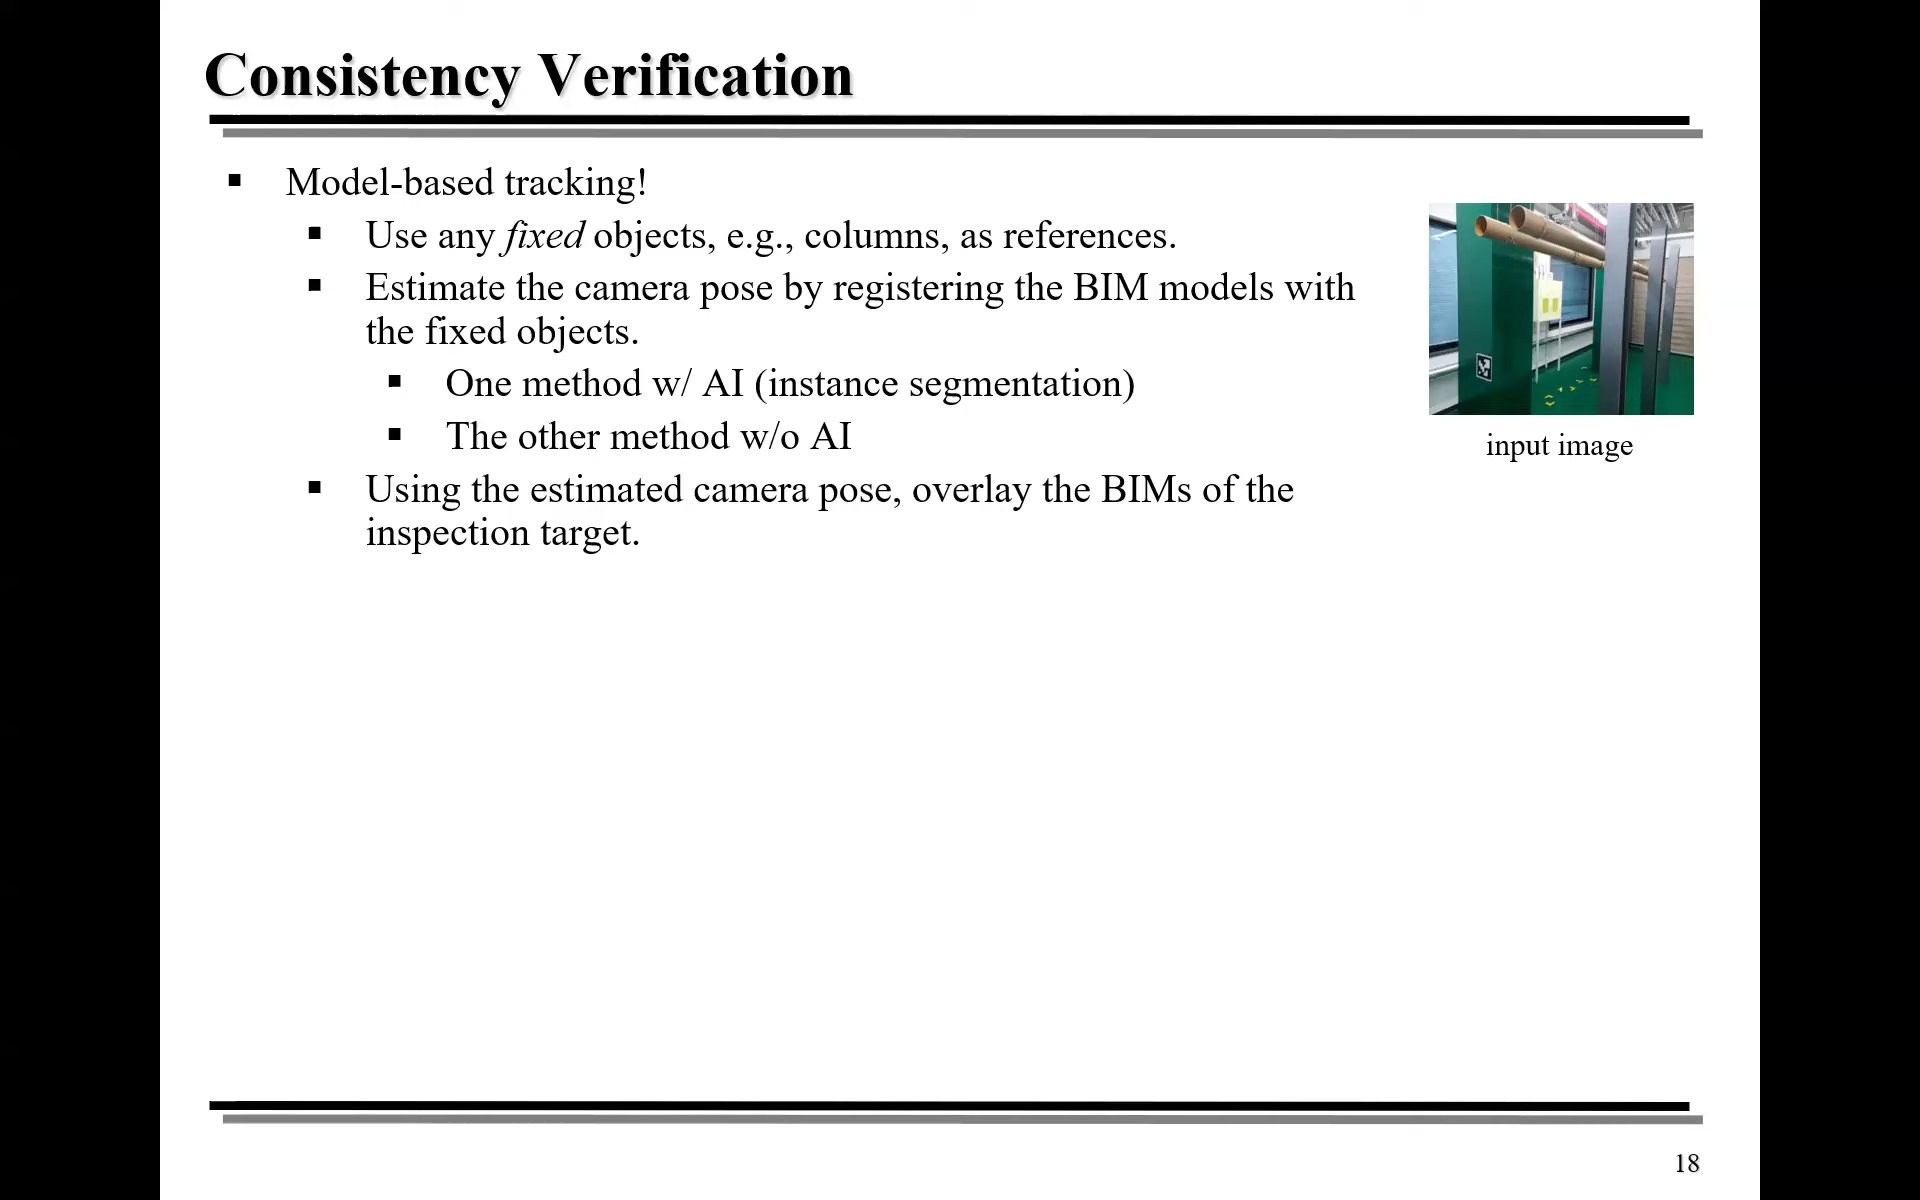 Consistency Verification
Model-based tracking!
Use any fixed objects, e.g., columns, as references.
Estimate the camera pose by registering the BIM models with
the fixed objects.
One method w/ AI (instance segmentation)
The other method w/o AI
Using the estimated camera pose, overlay the BIMs of the
inspection target.
input image
18